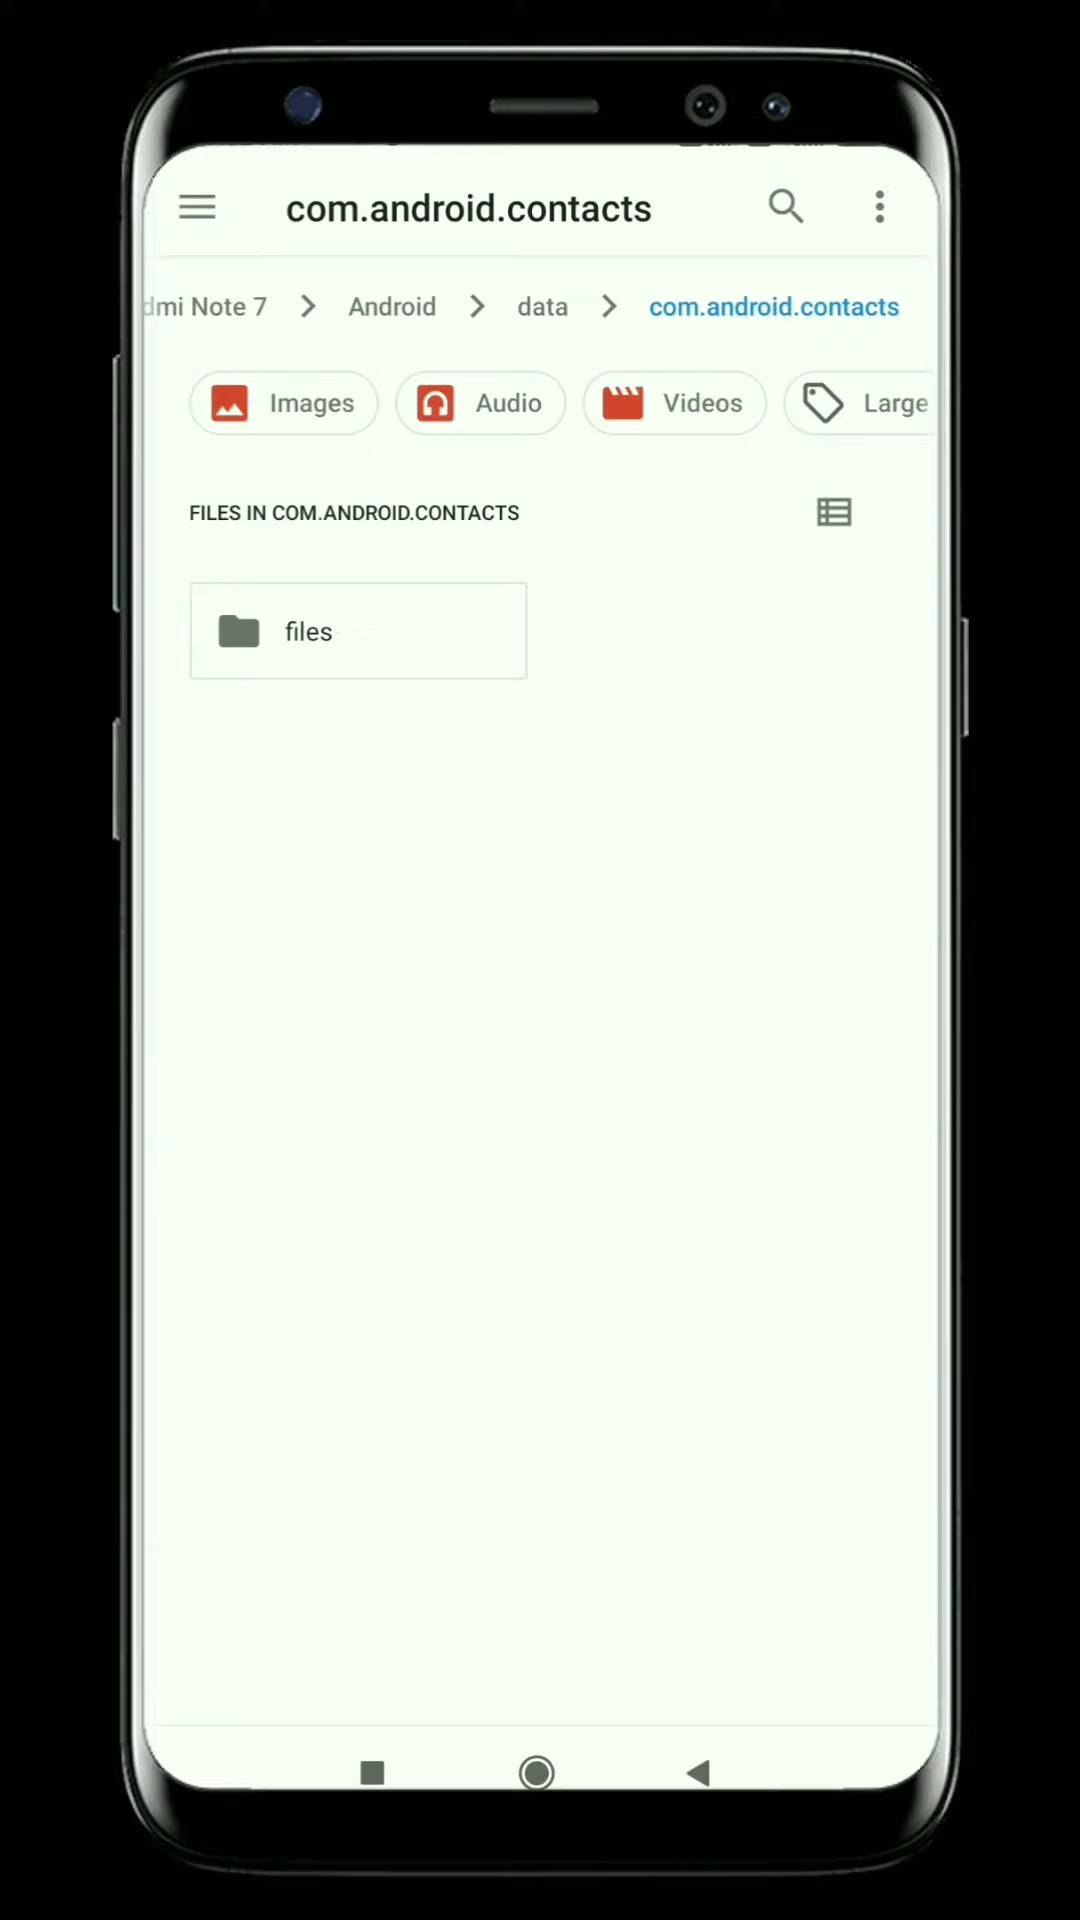 com.android.contacts
dmi Note 7 > Android > data > com.android.contacts
Images Audio Videos Large
FILES IN COM.ANDROID.CONTACTS
files